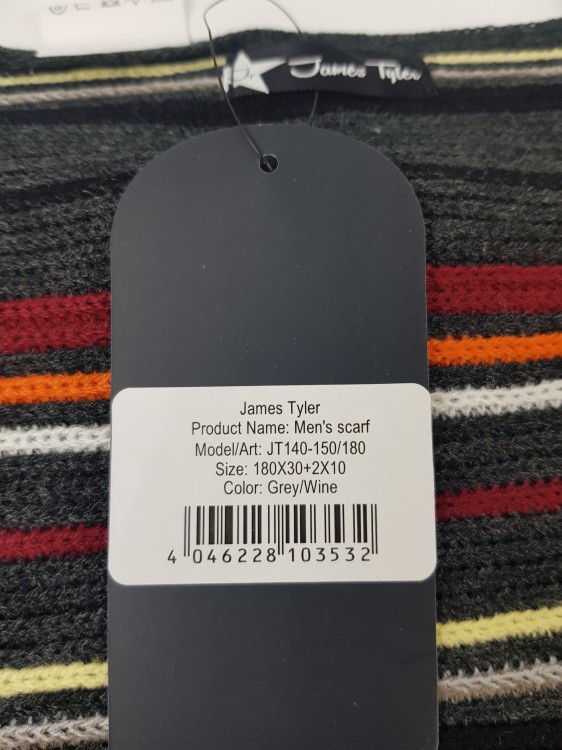 James Tyler
James Tyler
Product Name: Men's scarf
Model/Art: JT140-150/180
Size: 180X30+2X10
Color: Grey/Wine
4 046228 103532